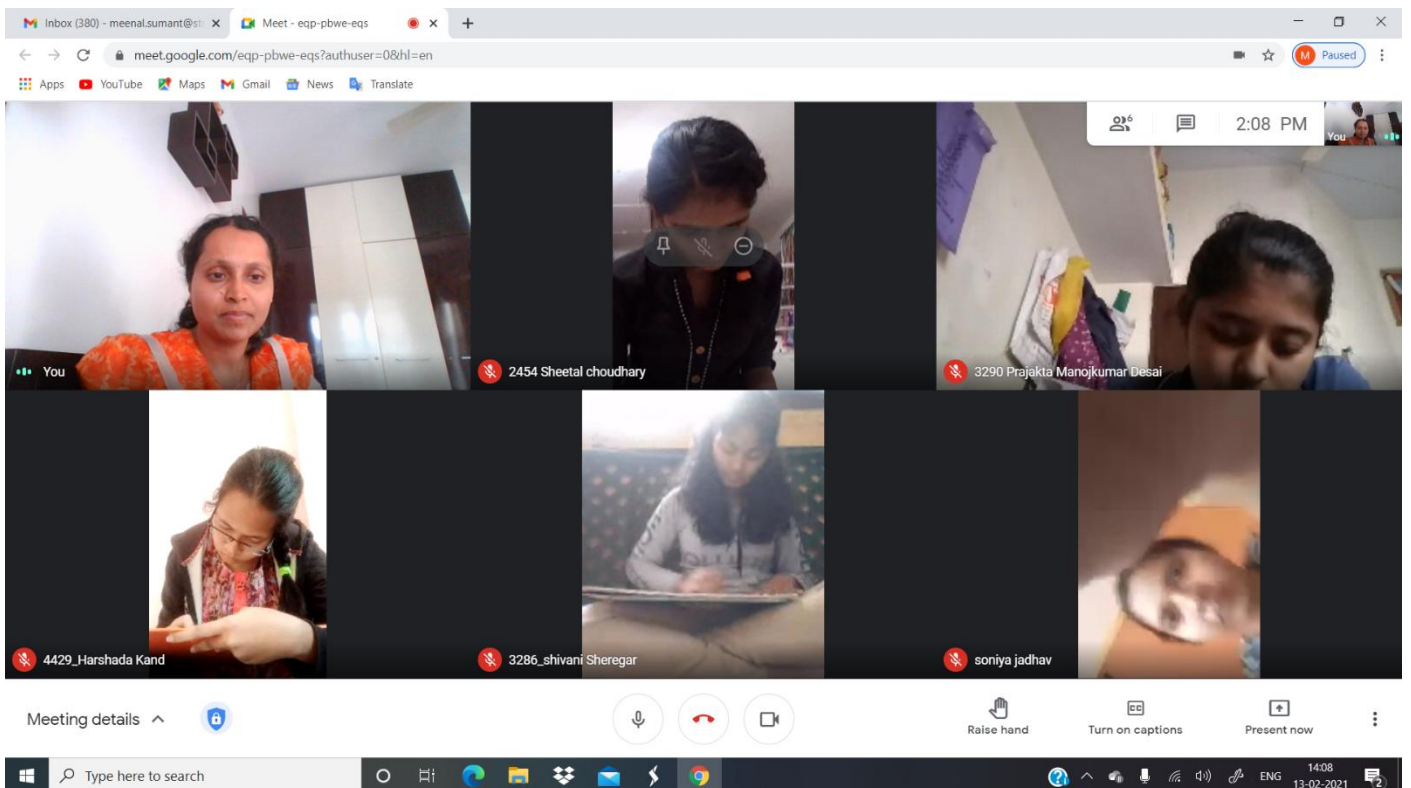 Inbox (380) - meenal.sumant@st
Meet - eqp-pbwe-eqs
meet.google.com/eqp-pbwe-eqs?authuser=0&hl=en
M Paused
Apps YouTube Maps Gmail News Translate
6 2:08 PM
You
You
2454 Sheetal choudhary
3290 Prajakta Manojkumar Desai
4429_Harshada Kand
3286_shivani Sheregar
soniya jadhav
Meeting details
Raise hand
CC
Turn on captions
Present now
Type here to search
ENG
14:08
13-02-2021
2